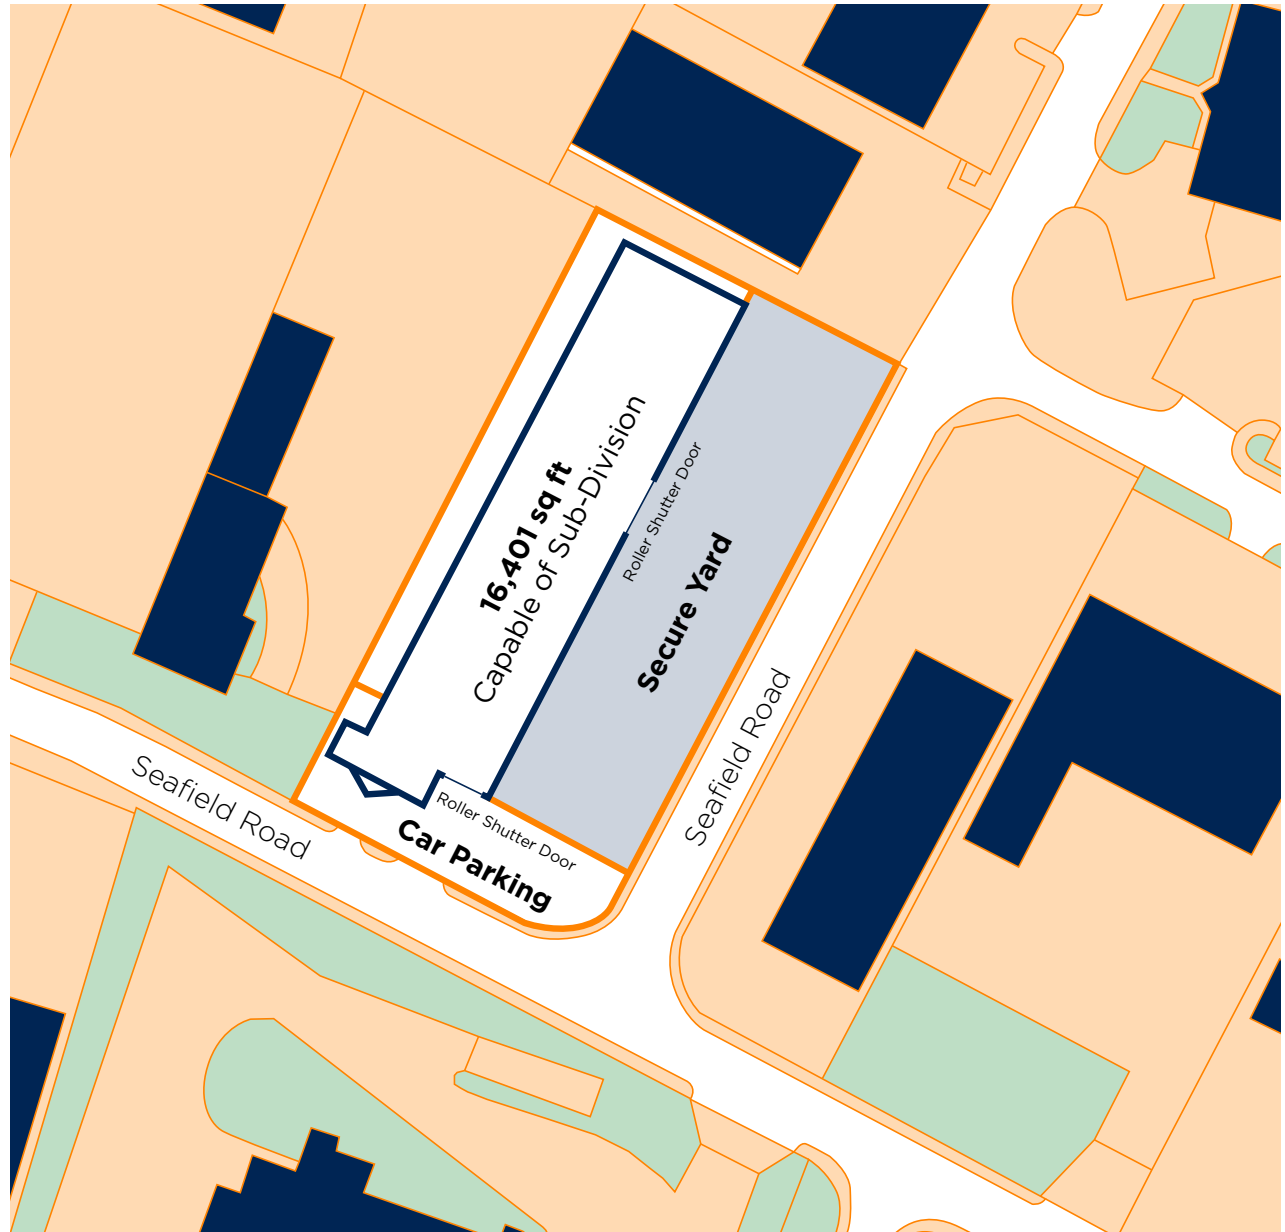 16,401 sq ft
Capable of Sub-Division
Roller Shutter Door
Secure Yard
Seafield Road
Seafield Road
Roller Shutter Door
Car Parking